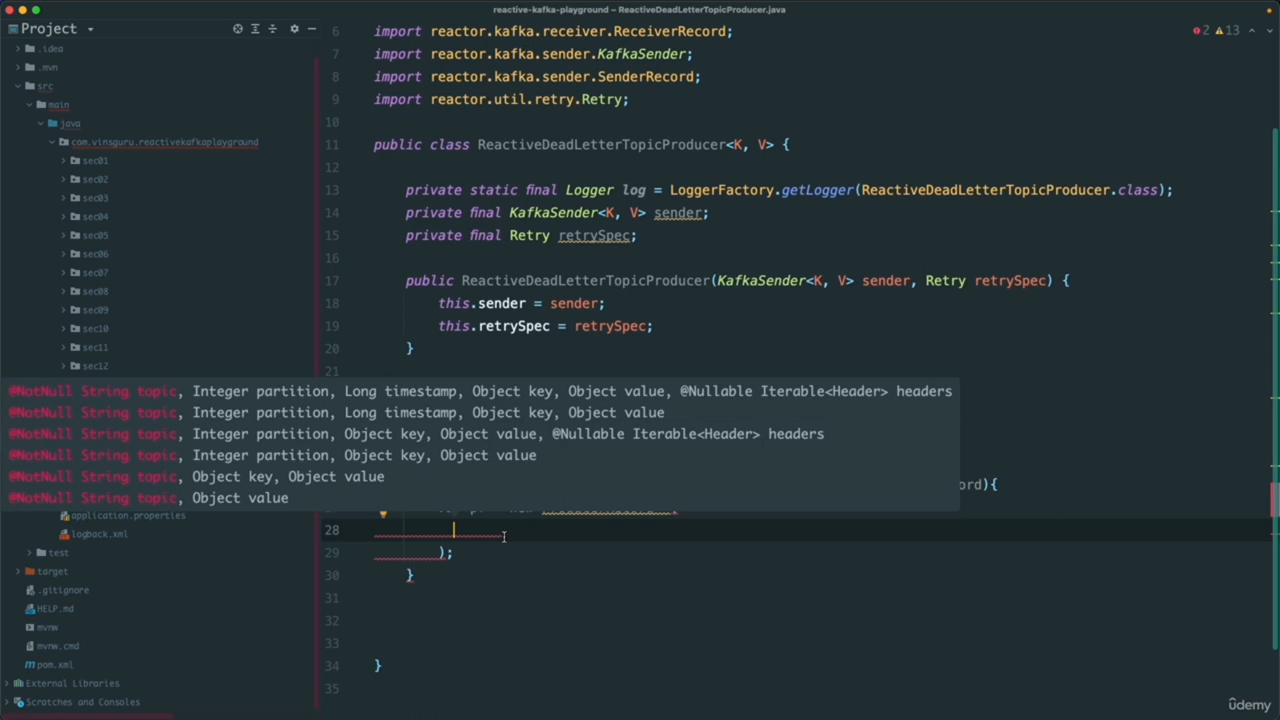 reactive-kafka-playground – ReactiveDeadLetterTopicProducer.java
Project
.idea
.mvn
src
main
java
com.vinsguru.reactivekafkaplayground
sec01
sec02
sec03
sec04
sec05
sec06
sec07
sec08
sec09
sec10
sec11
sec12
application.properties
logback.xml
test
target
.gitignore
HELP.md
mvnw
mvnw.cmd
pom.xml
External Libraries
Scratches and Consoles
2 13
6 import reactor.kafka.receiver.ReceiverRecord;
7 import reactor.kafka.sender.KafkaSender;
8 import reactor.kafka.sender.SenderRecord;
9 import reactor.util.retry.Retry;
10
11 public class ReactiveDeadLetterTopicProducer<K, V> {
12
13 private static final Logger log = LoggerFactory.getLogger(ReactiveDeadLetterTopicProducer.class);
14 private final KafkaSender<K, V> sender;
15 private final Retry retrySpec;
16
17 public ReactiveDeadLetterTopicProducer(KafkaSender<K, V> sender, Retry retrySpec) {
18 this.sender = sender;
19 this.retrySpec = retrySpec;
20 }
21
@NotNull String topic, Integer partition, Long timestamp, Object key, Object value, @Nullable Iterable<Header> headers
@NotNull String topic, Integer partition, Long timestamp, Object key, Object value
@NotNull String topic, Integer partition, Object key, Object value, @Nullable Iterable<Header> headers
@NotNull String topic, Integer partition, Object key, Object value
@NotNull String topic, Object key, Object value
@NotNull String topic, Object value
ord){
28
29 );
30 }
31
32
33
34 }
35
ûdemy